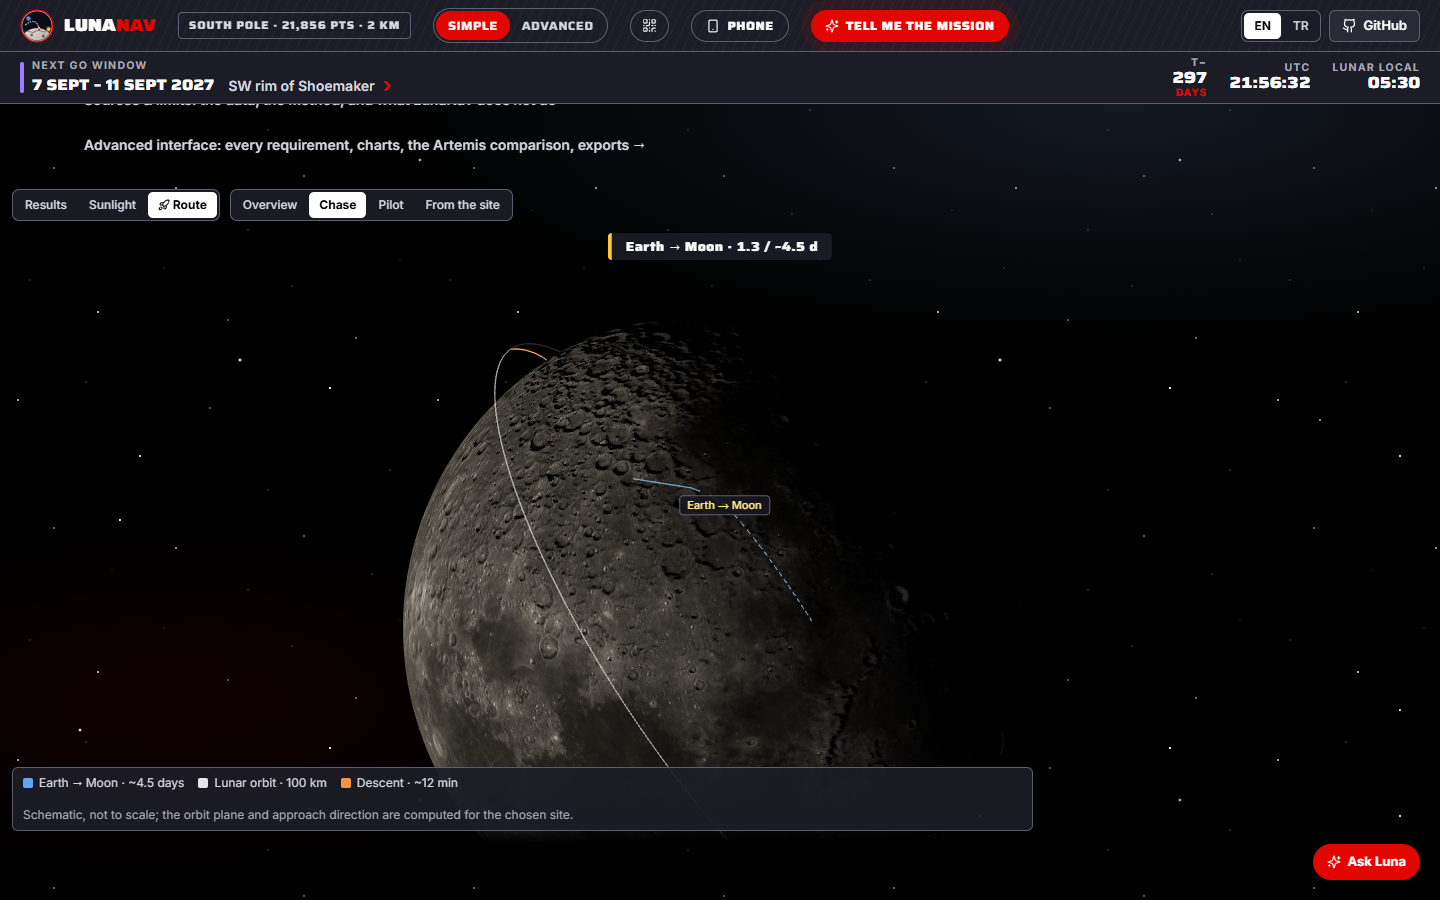 LUNANAV
SOUTH POLE · 21,856 PTS · 2 KM
SIMPLE
ADVANCED
PHONE
TELL ME THE MISSION
EN
TR
GitHub
NEXT GO WINDOW
7 SEPT – 11 SEPT 2027 SW rim of Shoemaker
T−
297
DAYS
UTC
21:56:32
LUNAR LOCAL
05:30
Advanced interface: every requirement, charts, the Artemis comparison, exports →
Results
Sunlight
Route
Overview
Chase
Pilot
From the site
Earth → Moon · 1.3 / ~4.5 d
Earth → Moon
Earth → Moon · ~4.5 days
Lunar orbit · 100 km
Descent · ~12 min
Schematic, not to scale; the orbit plane and approach direction are computed for the chosen site.
Ask Luna